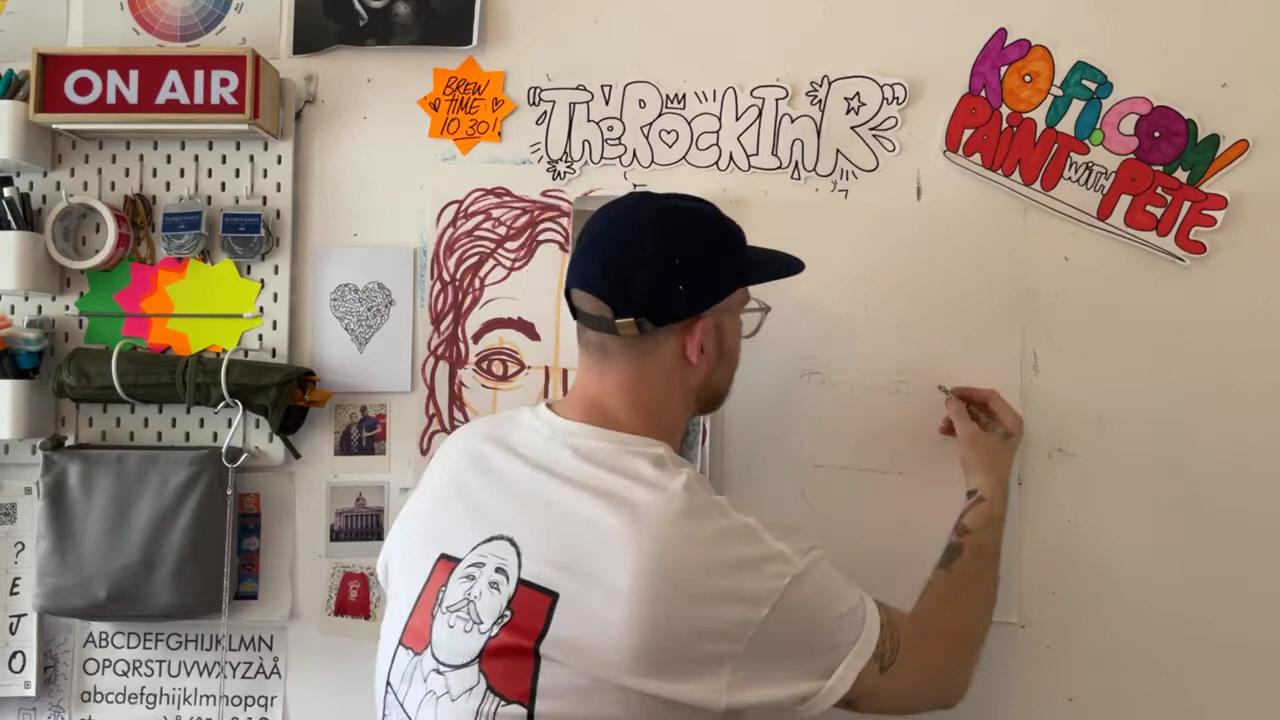 ON AIR
BREW
TIME:
10.30!
"TheRockInR"
KO-Fi.COM/
PAiNT WiTH PETE
?
E
J
O
ABCDEFGHIJKLMN
OPQRSTUVWXYZÀÅ
abcdefghijklmnopqr